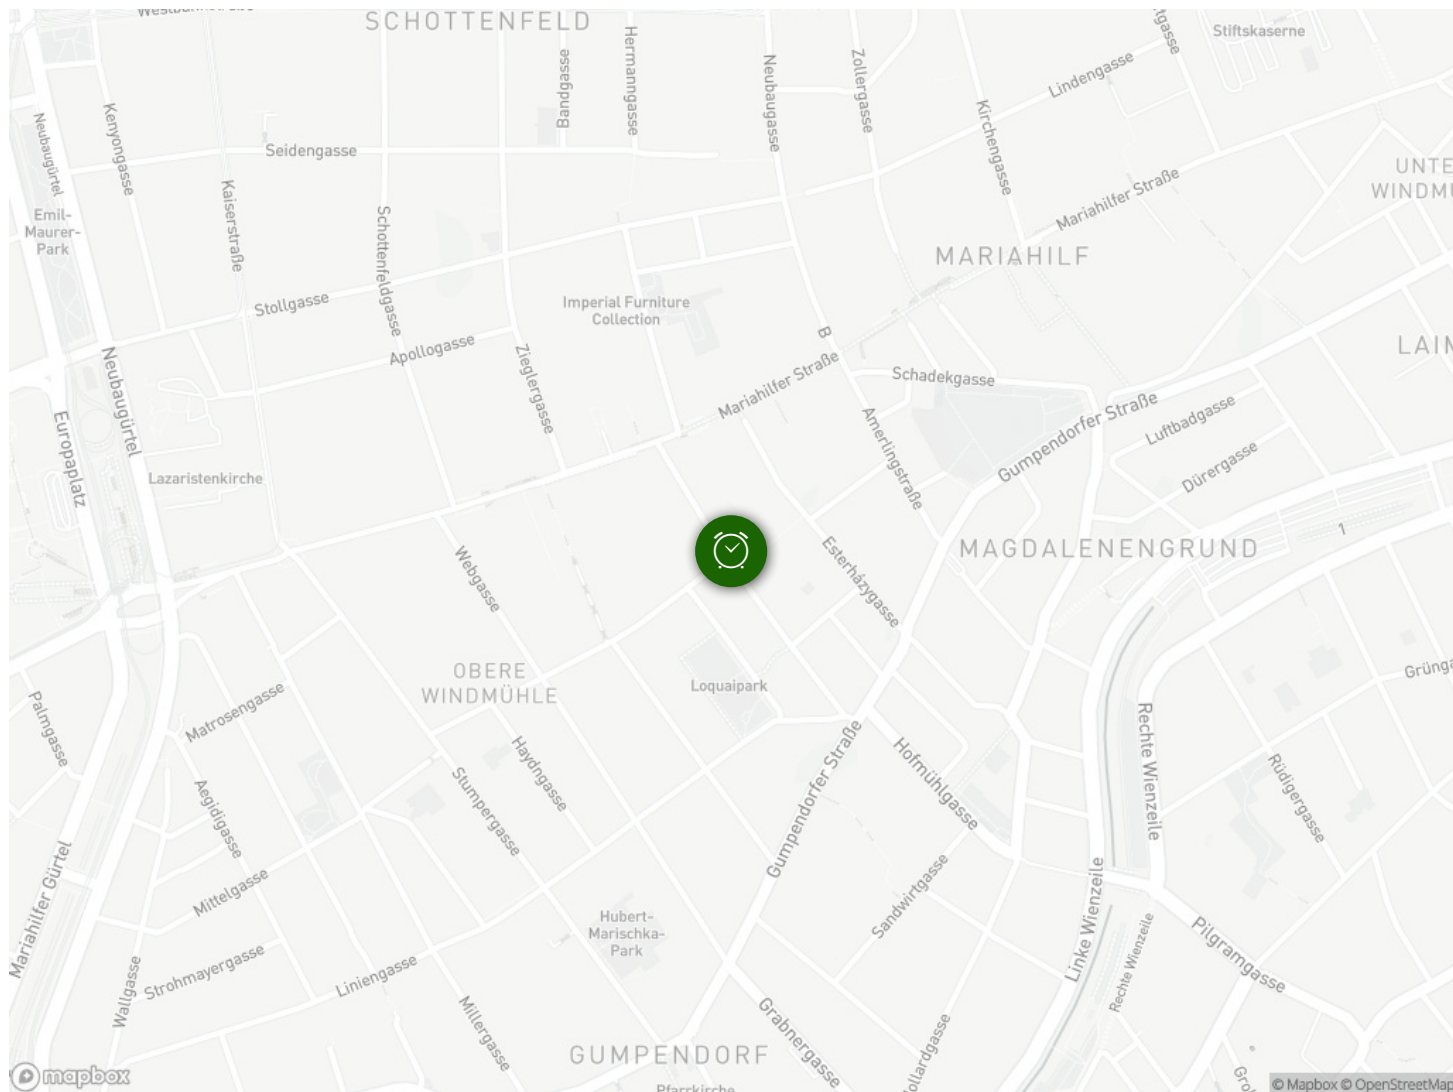 Westbahnstraße
SCHOTTENFELD
Stiftskaserne
Hermanngasse
Bandgasse
Neubaugasse
Zollergasse
Lindengasse
Kirchengasse
Kenyongasse
Neubaugürtel
Seidengasse
Kaiserstraße
Schottenfeldgasse
Mariahilfer Straße
UNTE
WINDMÜ
Emil-
Maurer-
Park
MARIAHILF
Stollgasse
Imperial Furniture
Collection
Apollogasse
Zieglergasse
B
LAIM
Neubaugürtel
Europaplatz
Mariahilfer Straße
Schadekgasse
Amerlingstraße
Gumpendorfer Straße
Luftbadgasse
Dürergasse
Lazaristenkirche
1
MAGDALENENGRUND
Webgasse
Esterházygasse
OBERE
WINDMÜHLE
Loquaipark
Grünga
Palmgasse
Matrosengasse
Rechte Wienzeile
Haydngasse
Hofmühlgasse
Gumpendorfer Straße
Rüdigergasse
Aegidigasse
Stumpergasse
Mittelgasse
Mariahilfer Gürtel
Sandwirtgasse
Linke Wienzeile
Hubert-
Marischka-
Park
Pilgramgasse
Rechte Wienzeile
Strohmayergasse
Wallgasse
Liniengasse
Millergasse
Grabnergasse
ollardgasse
GUMPENDORF
Pfarrkirche
mapbox
© Mapbox © OpenStreetMap